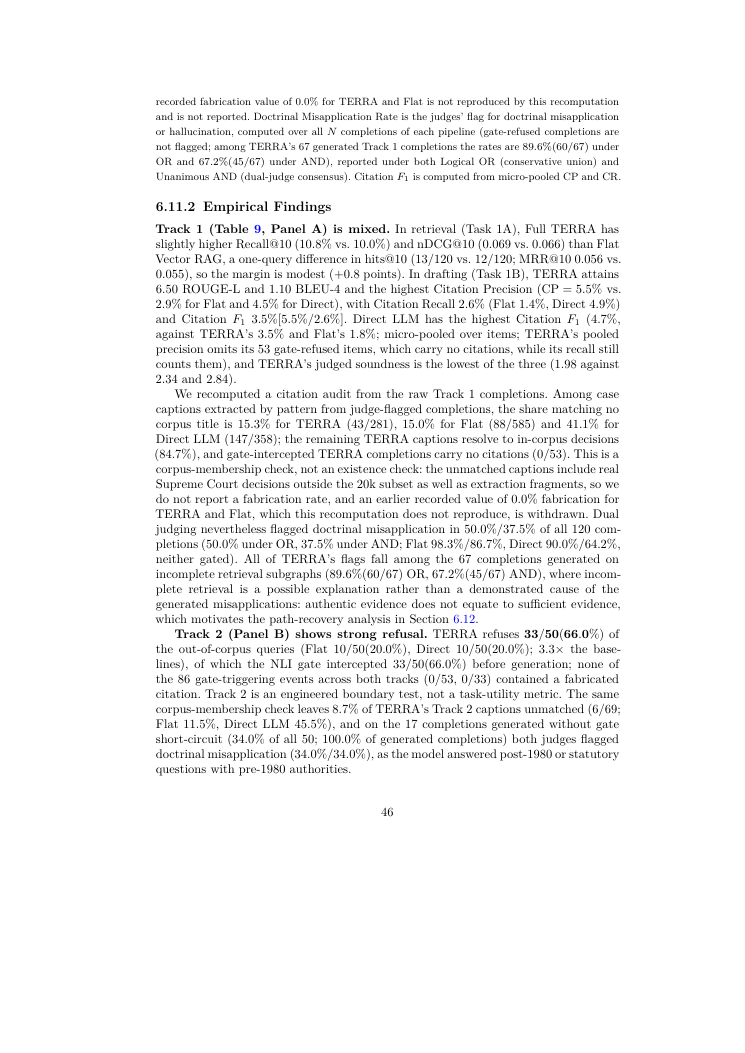 recorded fabrication value of 0.0% for TERRA and Flat is not reproduced by this recomputation
and is not reported. Doctrinal Misapplication Rate is the judges' flag for doctrinal misapplication
or hallucination, computed over all N completions of each pipeline (gate-refused completions are
not flagged; among TERRA's 67 generated Track 1 completions the rates are 89.6%(60/67) under
OR and 67.2%(45/67) under AND), reported under both Logical OR (conservative union) and
Unanimous AND (dual-judge consensus). Citation F1 is computed from micro-pooled CP and CR.
6.11.2 Empirical Findings
Track 1 (Table 9, Panel A) is mixed. In retrieval (Task 1A), Full TERRA has
slightly higher Recall@10 (10.8% vs. 10.0%) and nDCG@10 (0.069 vs. 0.066) than Flat
Vector RAG, a one-query difference in hits@10 (13/120 vs. 12/120; MRR@10 0.056 vs.
0.055), so the margin is modest (+0.8 points). In drafting (Task 1B), TERRA attains
6.50 ROUGE-L and 1.10 BLEU-4 and the highest Citation Precision (CP = 5.5% vs.
2.9% for Flat and 4.5% for Direct), with Citation Recall 2.6% (Flat 1.4%, Direct 4.9%)
and Citation F1 3.5%[5.5%/2.6%]. Direct LLM has the highest Citation F1 (4.7%,
against TERRA's 3.5% and Flat's 1.8%; micro-pooled over items; TERRA's pooled
precision omits its 53 gate-refused items, which carry no citations, while its recall still
counts them), and TERRA's judged soundness is the lowest of the three (1.98 against
2.34 and 2.84).
We recomputed a citation audit from the raw Track 1 completions. Among case
captions extracted by pattern from judge-flagged completions, the share matching no
corpus title is 15.3% for TERRA (43/281), 15.0% for Flat (88/585) and 41.1% for
Direct LLM (147/358); the remaining TERRA captions resolve to in-corpus decisions
(84.7%), and gate-intercepted TERRA completions carry no citations (0/53). This is a
corpus-membership check, not an existence check: the unmatched captions include real
Supreme Court decisions outside the 20k subset as well as extraction fragments, so we
do not report a fabrication rate, and an earlier recorded value of 0.0% fabrication for
TERRA and Flat, which this recomputation does not reproduce, is withdrawn. Dual
judging nevertheless flagged doctrinal misapplication in 50.0%/37.5% of all 120 com-
pletions (50.0% under OR, 37.5% under AND; Flat 98.3%/86.7%, Direct 90.0%/64.2%,
neither gated). All of TERRA's flags fall among the 67 completions generated on
incomplete retrieval subgraphs (89.6%(60/67) OR, 67.2%(45/67) AND), where incom-
plete retrieval is a possible explanation rather than a demonstrated cause of the
generated misapplications: authentic evidence does not equate to sufficient evidence,
which motivates the path-recovery analysis in Section 6.12.
Track 2 (Panel B) shows strong refusal. TERRA refuses 33/50(66.0%) of
the out-of-corpus queries (Flat 10/50(20.0%), Direct 10/50(20.0%); 3.3× the base-
lines), of which the NLI gate intercepted 33/50(66.0%) before generation; none of
the 86 gate-triggering events across both tracks (0/53, 0/33) contained a fabricated
citation. Track 2 is an engineered boundary test, not a task-utility metric. The same
corpus-membership check leaves 8.7% of TERRA's Track 2 captions unmatched (6/69;
Flat 11.5%, Direct LLM 45.5%), and on the 17 completions generated without gate
short-circuit (34.0% of all 50; 100.0% of generated completions) both judges flagged
doctrinal misapplication (34.0%/34.0%), as the model answered post-1980 or statutory
questions with pre-1980 authorities.
46